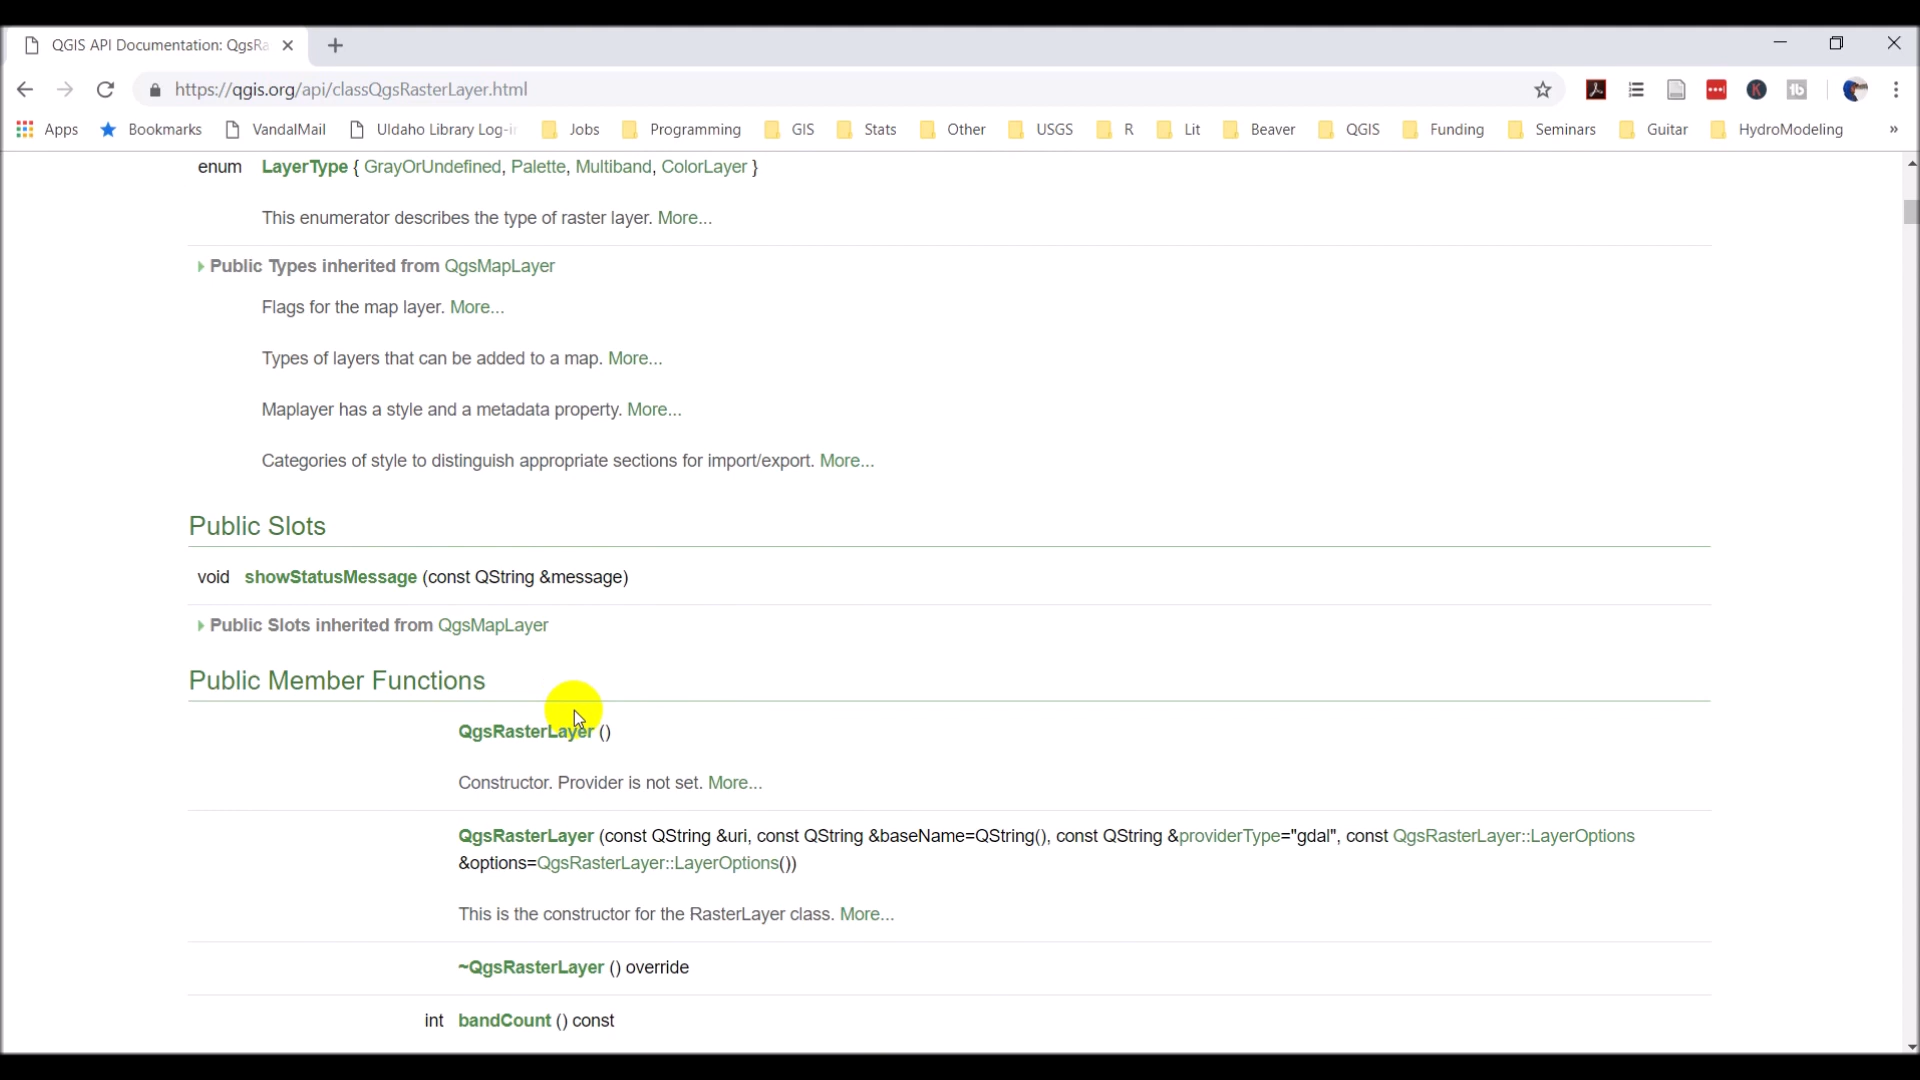 QGIS API Documentation: QgsRa
https://qgis.org/api/classQgsRasterLayer.html
Apps Bookmarks VandalMail UIdaho Library Log-i Jobs Programming GIS Stats Other USGS R Lit Beaver QGIS Funding Seminars Guitar HydroModeling »
enum LayerType { GrayOrUndefined, Palette, Multiband, ColorLayer }
This enumerator describes the type of raster layer. More...
Public Types inherited from QgsMapLayer
Flags for the map layer. More...
Types of layers that can be added to a map. More...
Maplayer has a style and a metadata property. More...
Categories of style to distinguish appropriate sections for import/export. More...
Public Slots
void showStatusMessage (const QString &message)
Public Slots inherited from QgsMapLayer
Public Member Functions
QgsRasterLayer ()
Constructor. Provider is not set. More...
QgsRasterLayer (const QString &uri, const QString &baseName=QString(), const QString &providerType="gdal", const QgsRasterLayer::LayerOptions
&options=QgsRasterLayer::LayerOptions())
This is the constructor for the RasterLayer class. More...
~QgsRasterLayer () override
int bandCount () const